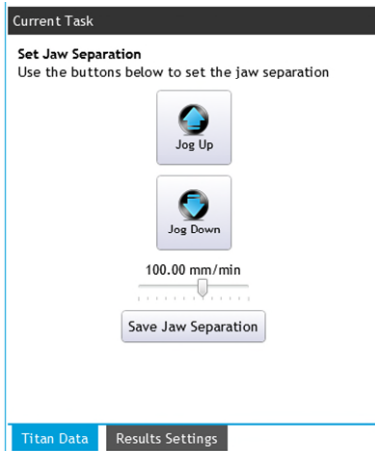 Current Task
Set Jaw Separation
Use the buttons below to set the jaw separation
Jog Up
Jog Down
100.00 mm/min
Save Jaw Separation
Titan Data
Results Settings